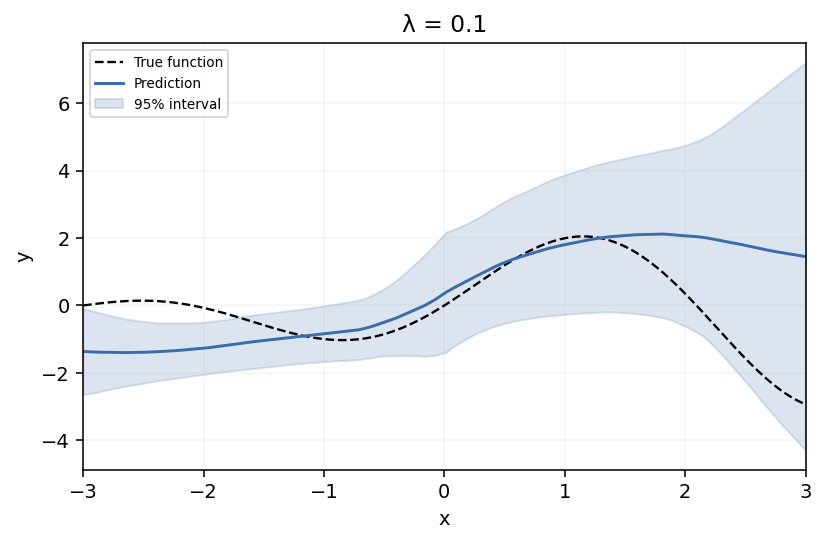 λ = 0.1
True function
Prediction
95% interval
y
6
4
2
0
−2
−4
−3
−2
−1
0
1
2
3
x